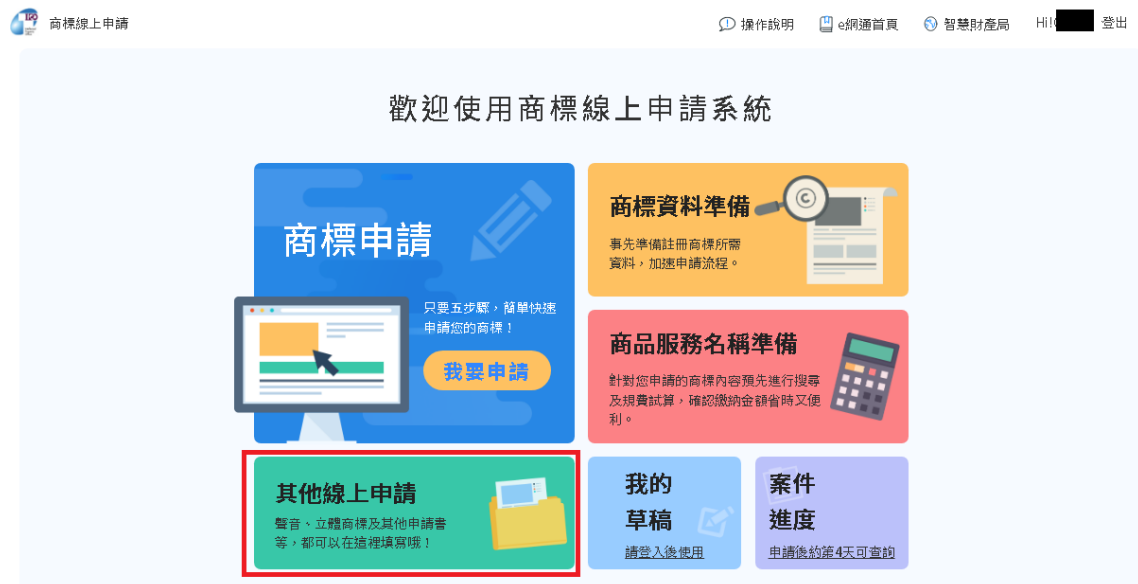 商標線上申請
操作說明
e網通首頁
智慧財產局
Hi!
登出
歡迎使用商標線上申請系統
商標申請
只要五步驟，簡單快速
申請您的商標！
我要申請
商標資料準備
事先準備註冊商標所需
資料，加速申請流程。
商品服務名稱準備
針對您申請的商標內容預先進行搜尋
及規費試算，確認繳納金額省時又便
利。
其他線上申請
聲音、立體商標及其他申請書
等，都可以在這裡填寫哦！
我的
草稿
請登入後使用
案件
進度
申請後約第4天可查詢